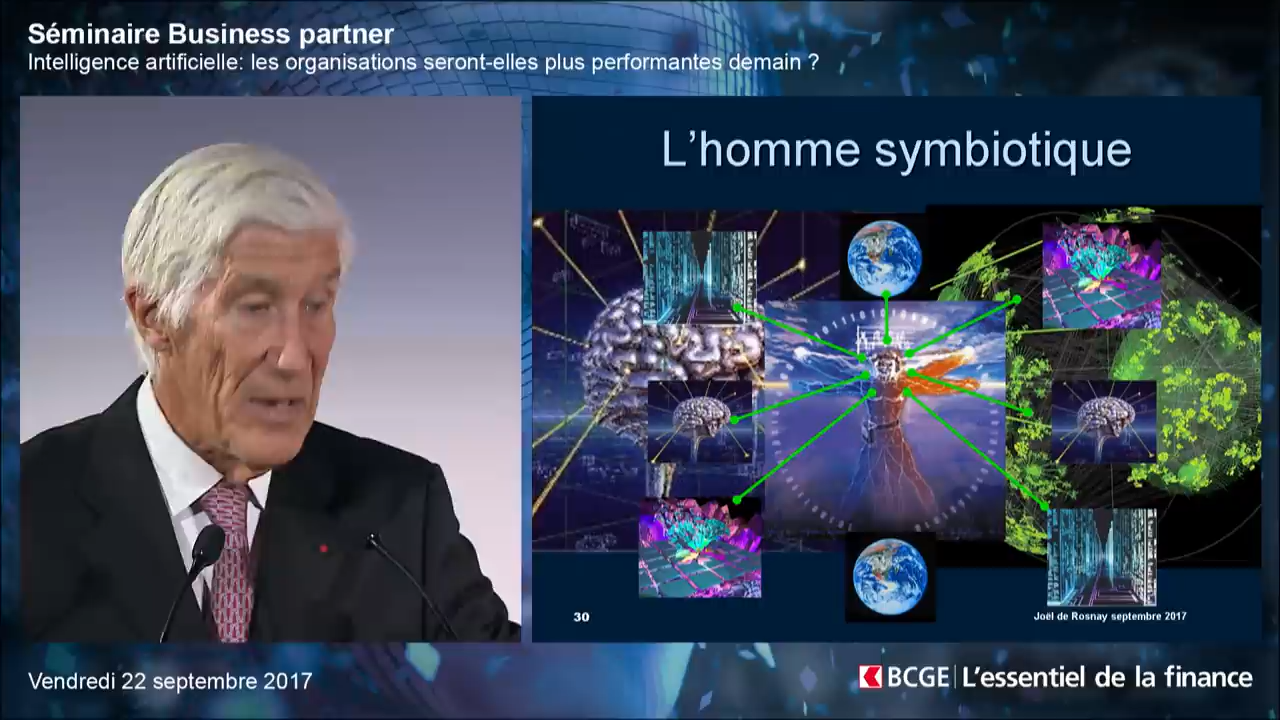 Séminaire Business partner
Intelligence artificielle: les organisations seront-elles plus performantes demain ?
L’homme symbiotique
30
Joël de Rosnay septembre 2017
Vendredi 22 septembre 2017
BCGE L’essentiel de la finance